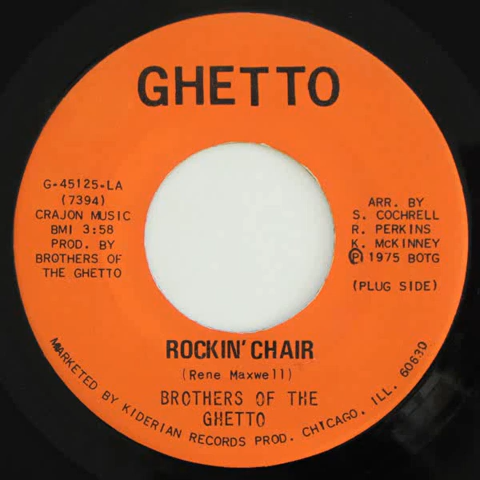 GHETTO
G-45125-LA
(7394)
CRAJON MUSIC
BMI 3:58
PROD. BY
BROTHERS OF
THE GHETTO
ARR. BY
S. COCHRELL
R. PERKINS
K. McKINNEY
Ⓟ 1975 BOTG
(PLUG SIDE)
ROCKIN' CHAIR
(Rene Maxwell)
BROTHERS OF THE
GHETTO
MARKETED BY KIDERIAN RECORDS PROD. CHICAGO, ILL. 60630